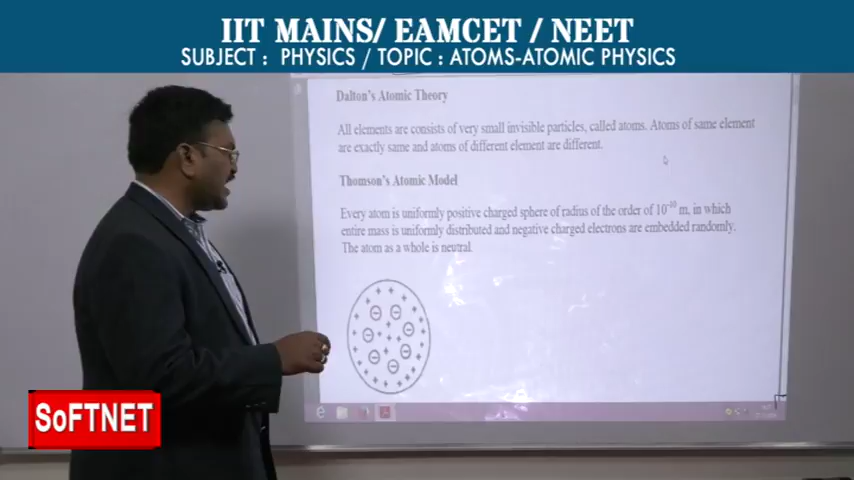 IIT MAINS/ EAMCET / NEET
SUBJECT : PHYSICS / TOPIC : ATOMS-ATOMIC PHYSICS
Dalton's Atomic Theory
All elements are consists of very small invisible particles, called atoms. Atoms of same element
are exactly same and atoms of different element are different.
Thomson's Atomic Model
Every atom is uniformly positive charged sphere of radius of the order of 10⁻¹⁰ m, in which
entire mass is uniformly distributed and negative charged electrons are embedded randomly.
The atom as a whole is neutral.
SoFTNET